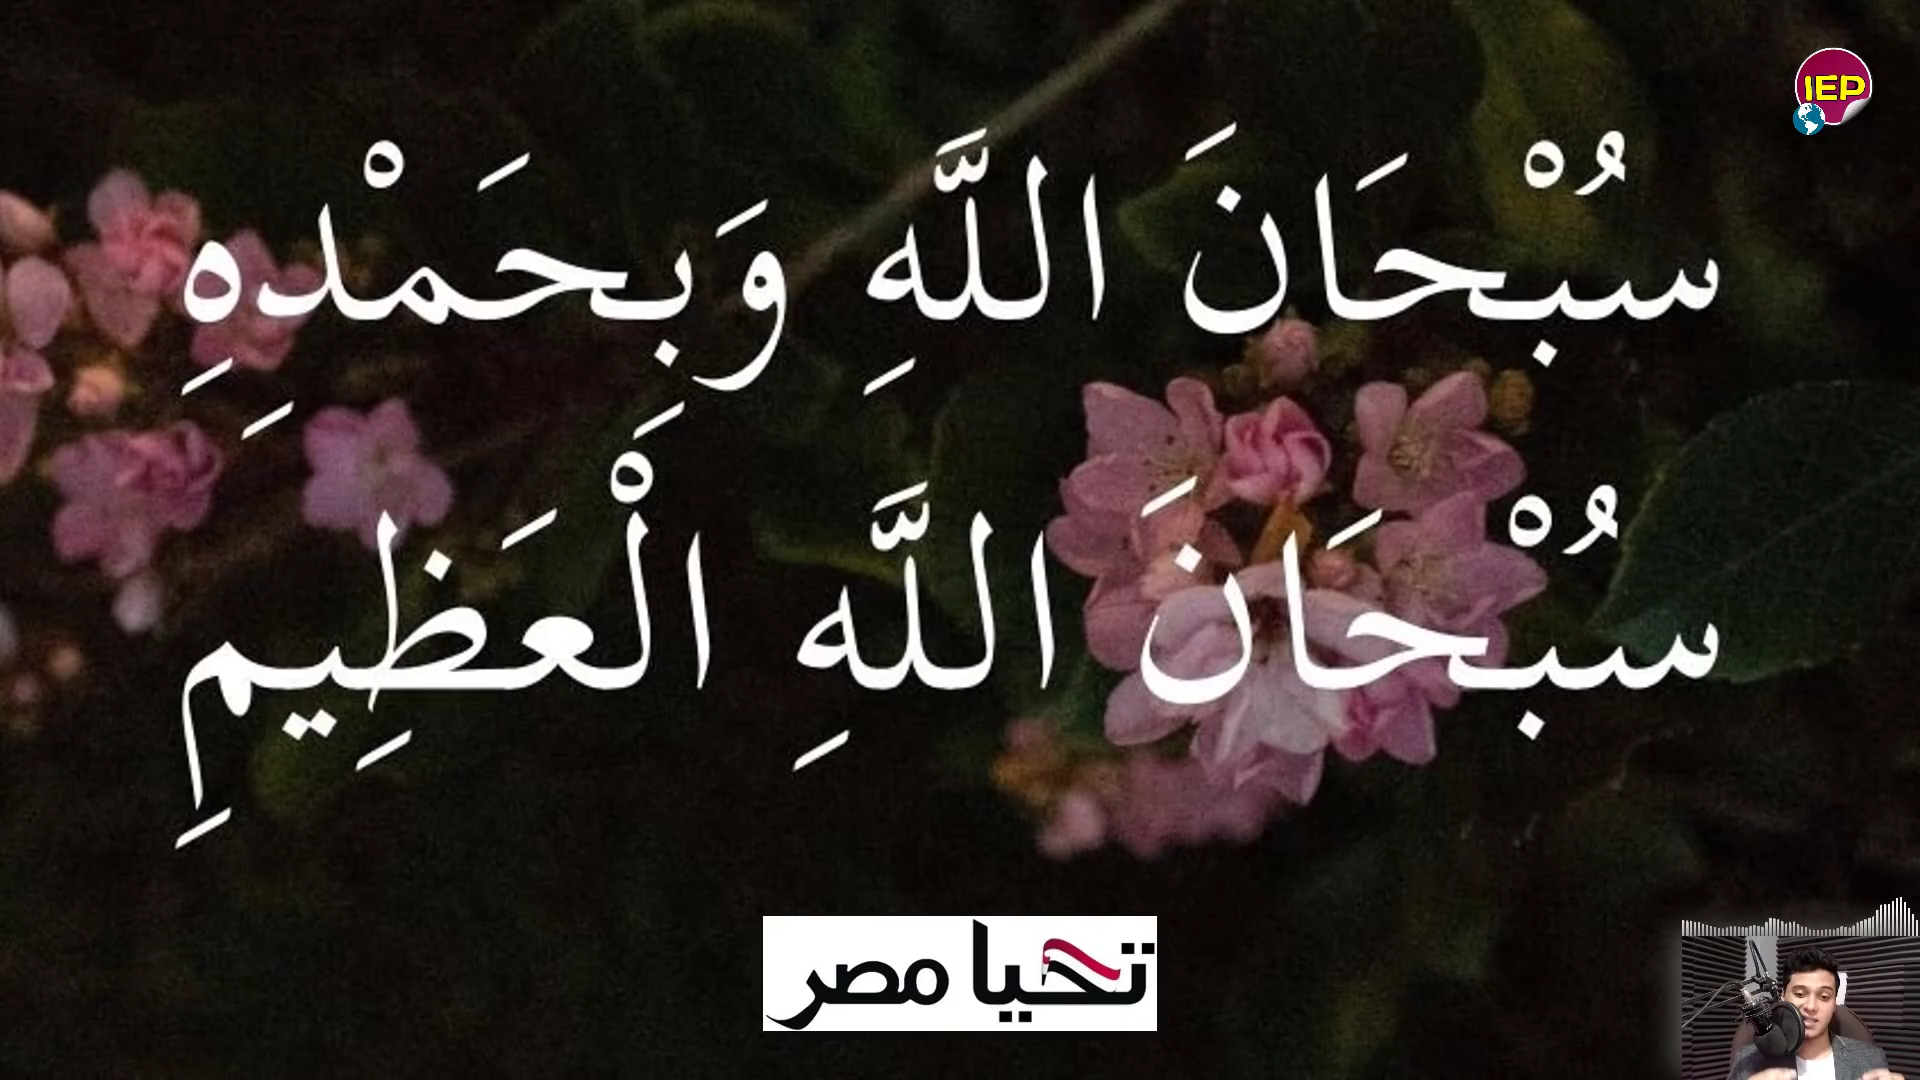 IEP
سُبْحَانَ اللَّهِ وَبِحَمْدِهِ
سُبْحَانَ اللَّهِ الْعَظِيمِ
تحيا مصر